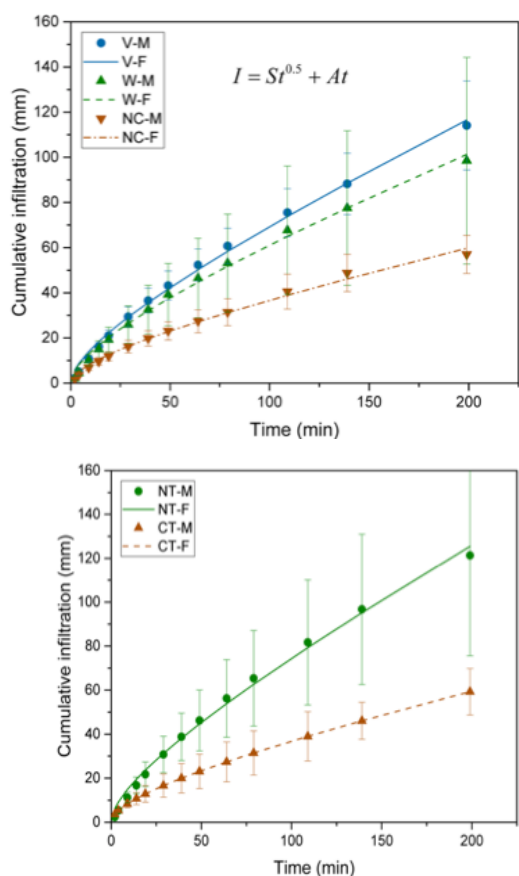 160
140
120
100
80
60
40
20
0
Cumulative infiltration (mm)
V-M
V-F
W-M
W-F
NC-M
NC-F
I = St^0.5 + At
0 50 100 150 200
Time (min)
160
140
120
100
80
60
40
20
0
Cumulative infiltration (mm)
NT-M
NT-F
CT-M
CT-F
0 50 100 150 200
Time (min)